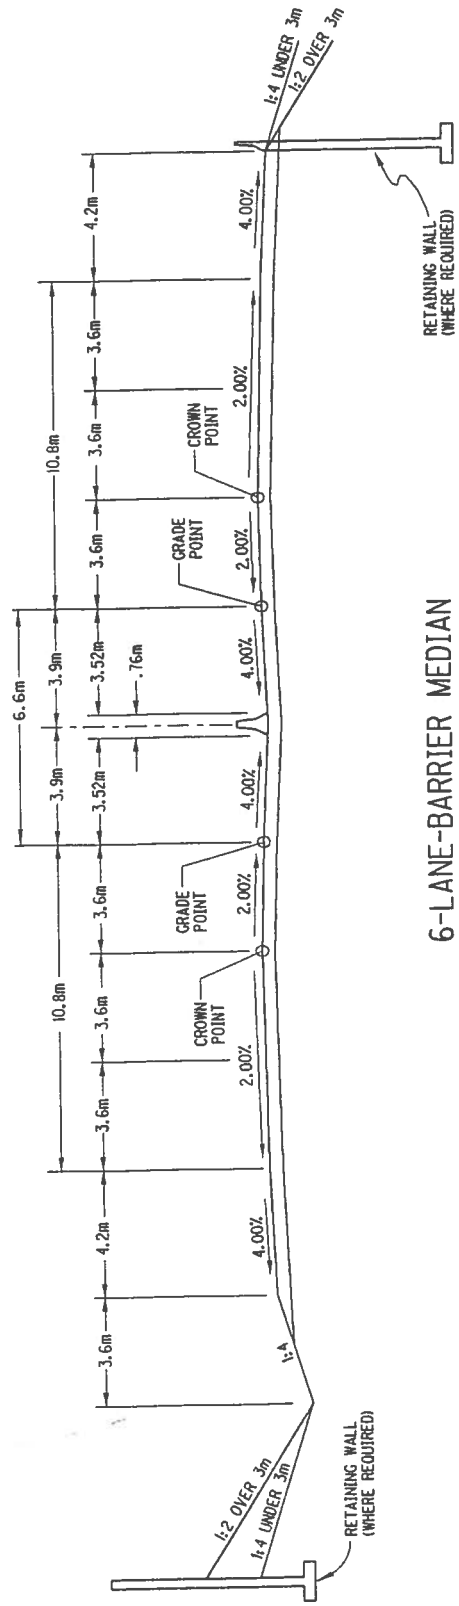 6.6m
10.8m
3.9m
3.9m
10.8m
3.6m
4.2m
3.6m
3.6m
3.6m
3.52m
3.52m
3.6m
3.6m
3.6m
4.2m
.76m
CROWN
POINT
GRADE
POINT
GRADE
POINT
CROWN
POINT
4.00%
2.00%
2.00%
4.00%
4.00%
2.00%
2.00%
4.00%
1:2 OVER 3m
1:4 UNDER 3m
1:4
1:4 UNDER 3m
1:2 OVER 3m
RETAINING WALL
(WHERE REQUIRED)
RETAINING WALL
(WHERE REQUIRED)
6-LANE-BARRIER MEDIAN